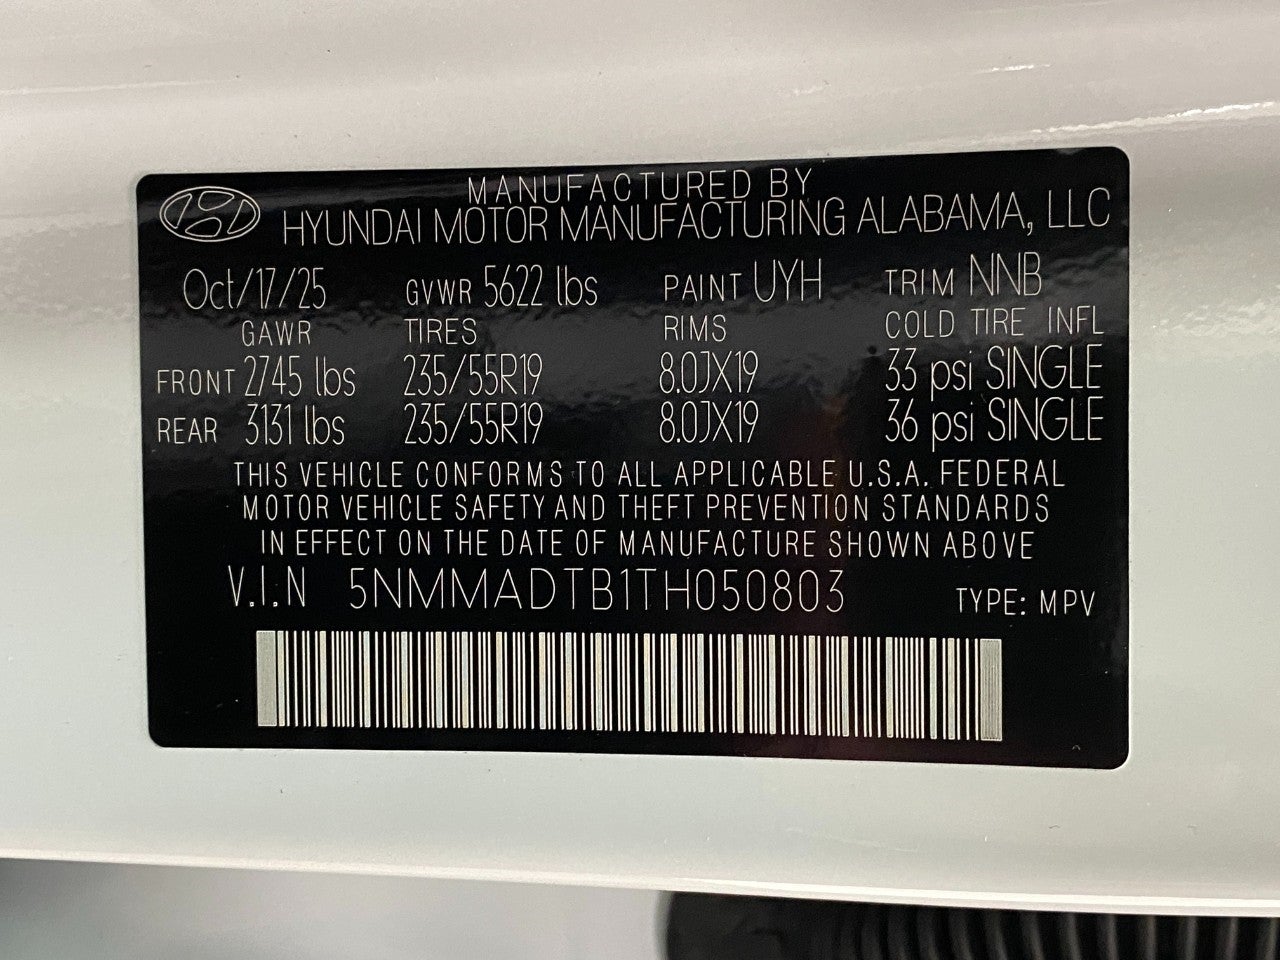 MANUFACTURED BY
HYUNDAI MOTOR MANUFACTURING ALABAMA, LLC
Oct/17/25 GVWR 5622 lbs PAINT UYH TRIM NNB
GAWR TIRES RIMS COLD TIRE INFL
FRONT 2745 lbs 235/55R19 8.0JX19 33 psi SINGLE
REAR 3131 lbs 235/55R19 8.0JX19 36 psi SINGLE
THIS VEHICLE CONFORMS TO ALL APPLICABLE U.S.A. FEDERAL
MOTOR VEHICLE SAFETY AND THEFT PREVENTION STANDARDS
IN EFFECT ON THE DATE OF MANUFACTURE SHOWN ABOVE
V.I.N 5NMMADTB1TH050803 TYPE: MPV